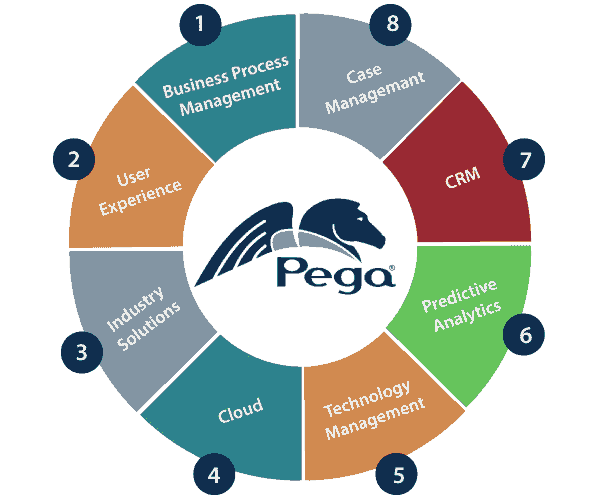 1
Business Process
Management
2
User
Experience
3
Industry
Solutions
4
Cloud
5
Technology
Management
6
Predictive
Analytics
7
CRM
8
Case
Managemant
Pega®